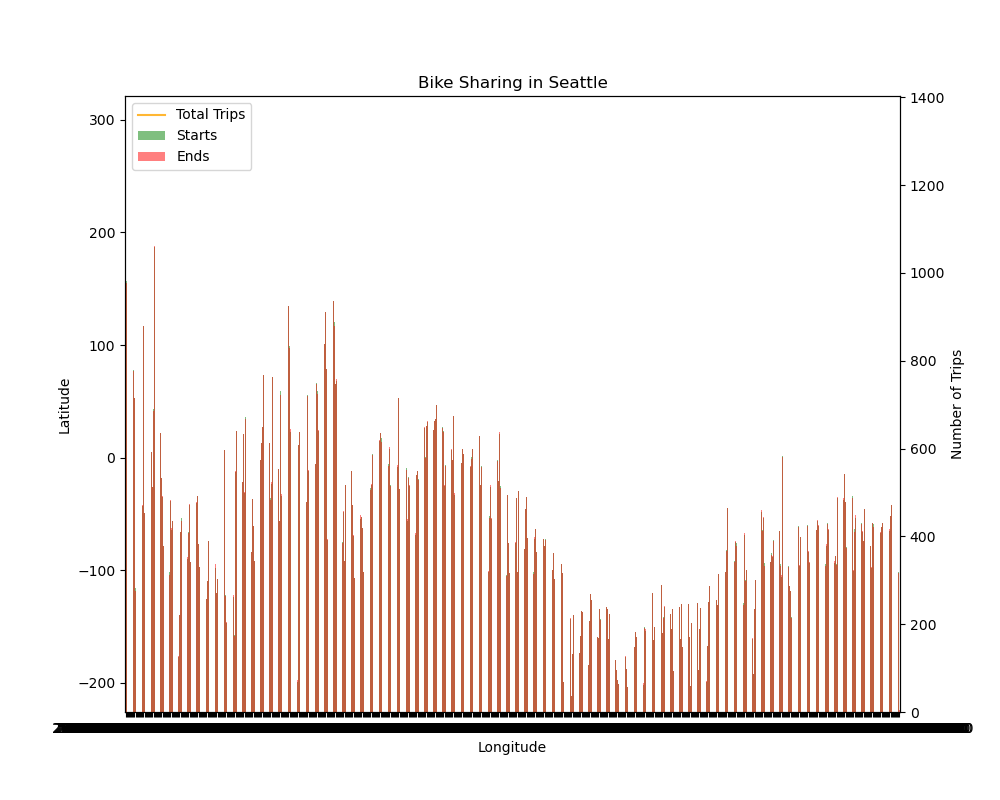 Bike Sharing in Seattle
Total Trips
Starts
Ends
300
200
100
0
−100
−200
Latitude
1400
1200
1000
800
600
400
200
0
Number of Trips
Longitude